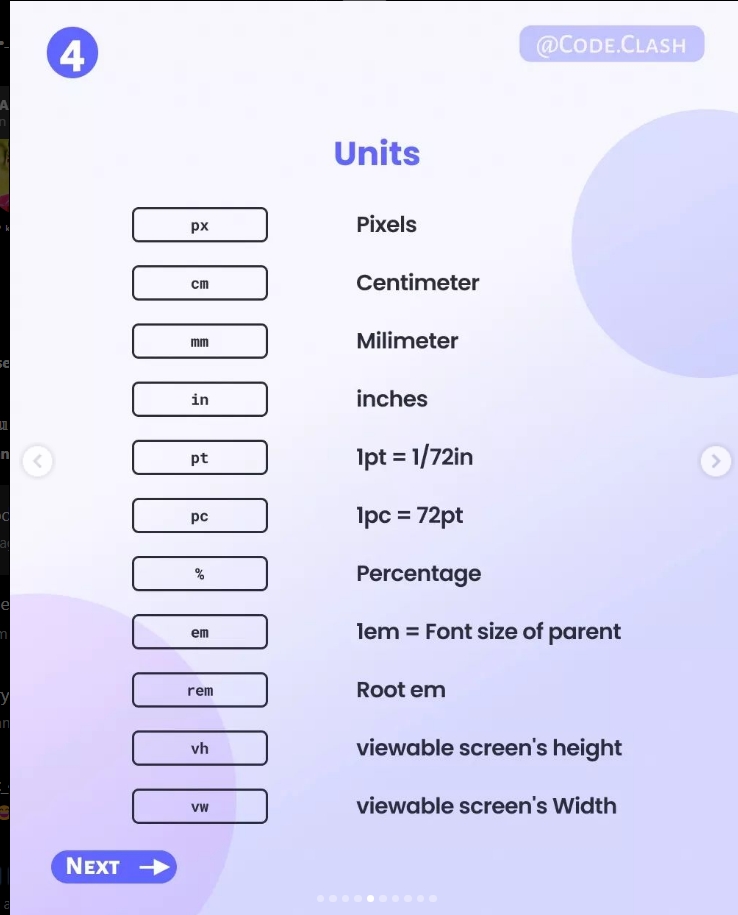 4
@CODE.CLASH
Units
px Pixels
cm Centimeter
mm Milimeter
in inches
pt 1pt = 1/72in
pc 1pc = 72pt
% Percentage
em 1em = Font size of parent
rem Root em
vh viewable screen's height
vw viewable screen's Width
NEXT